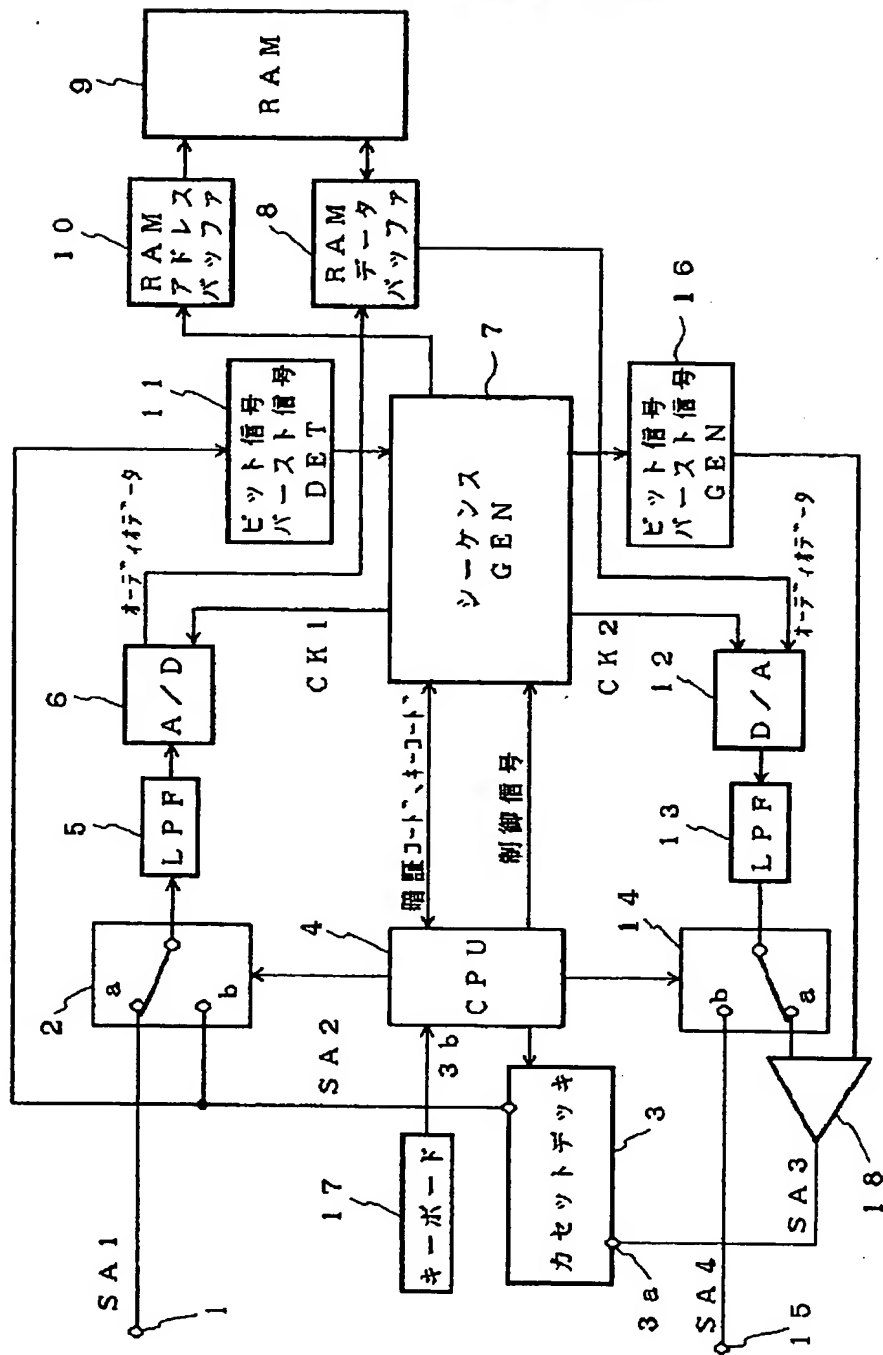 SA1
1
2
a
b
5
LPF
6
A/D
オーディオデータ
CK1
11
ビット信号
バースト信号
DET
10
RAM
アドレス
バッファ
9
RAM
8
RAM
データ
バッファ
SA2
17
キーボード
3b
4
CPU
暗証コード、キーコード
制御信号
7
シーケンス
GEN
カセットデッキ
3
3a
CK2
16
ビット信号
バースト信号
GEN
オーディオデータ
12
D/A
13
LPF
14
b
a
18
SA3
SA4
15